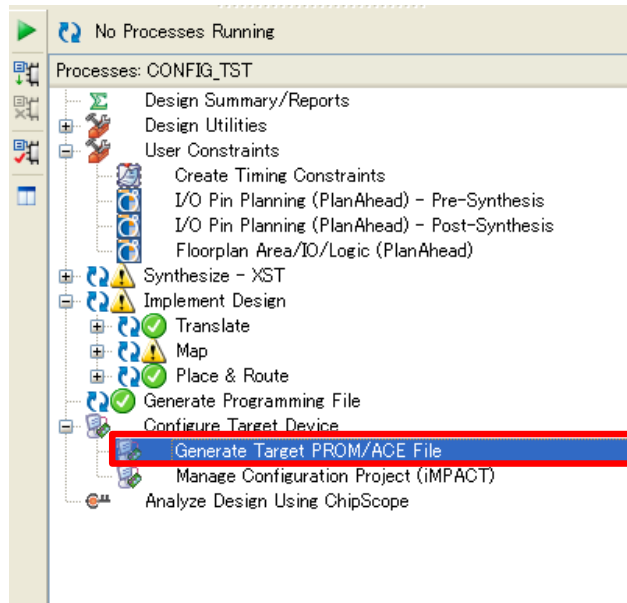 No Processes Running
Processes: CONFIG_TST
Design Summary/Reports
Design Utilities
User Constraints
Create Timing Constraints
I/O Pin Planning (PlanAhead) - Pre-Synthesis
I/O Pin Planning (PlanAhead) - Post-Synthesis
Floorplan Area/IO/Logic (PlanAhead)
Synthesize - XST
Implement Design
Translate
Map
Place & Route
Generate Programming File
Configure Target Device
Generate Target PROM/ACE File
Manage Configuration Project (iMPACT)
Analyze Design Using ChipScope